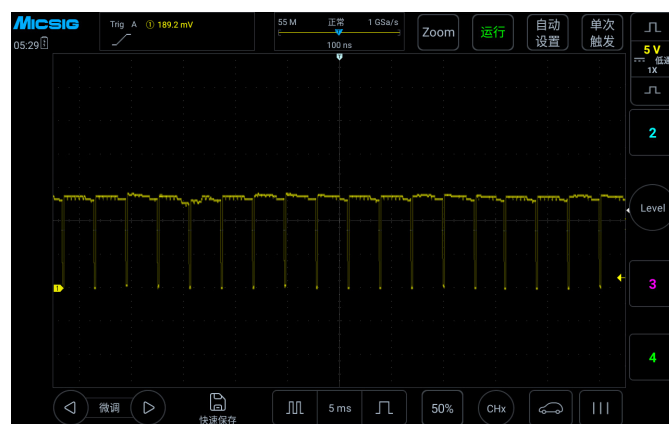 Micsig
05:29
Trig A ① 189.2 mV
55 M 正常 1 GSa/s
100 ns
Zoom
运行
自动
设置
单次
触发
5 V
低通
1X
2
Level
3
4
1
微调
快速保存
5 ms
50%
CHx